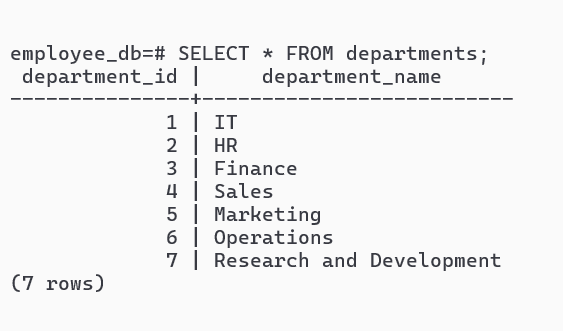 employee_db=# SELECT * FROM departments;
 department_id |     department_name
---------------+--------------------------
             1 | IT
             2 | HR
             3 | Finance
             4 | Sales
             5 | Marketing
             6 | Operations
             7 | Research and Development
(7 rows)